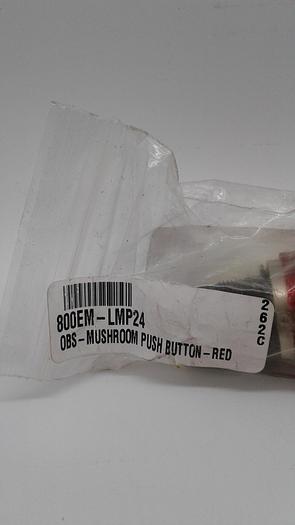 800EM-LMP24
OBS-MUSHROOM PUSH BUTTON-RED
262C